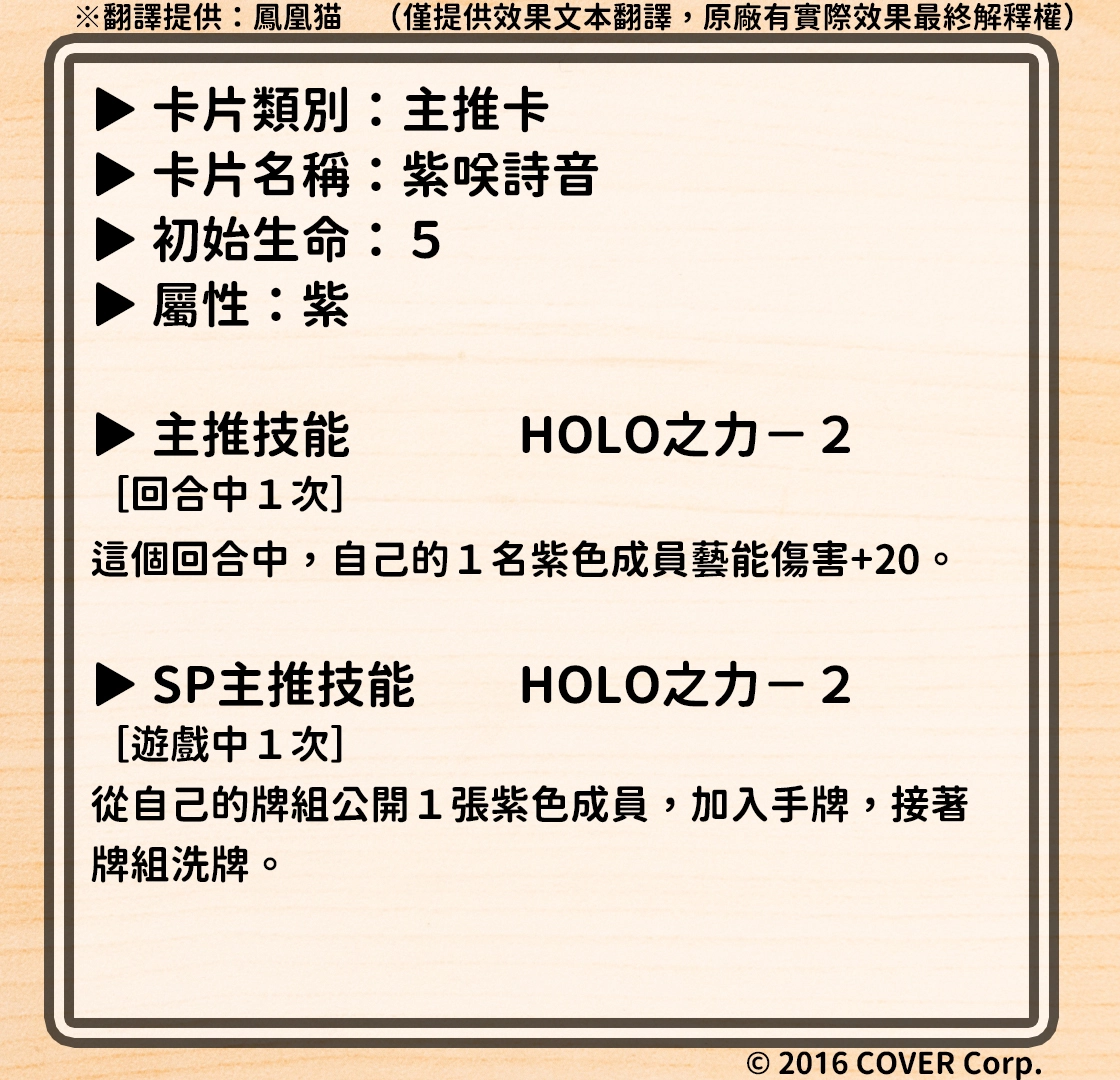 ※翻譯提供：鳳凰猫　（僅提供效果文本翻譯，原廠有實際效果最終解釋權）
▶ 卡片類別：主推卡
▶ 卡片名稱：紫咲詩音
▶ 初始生命：５
▶ 屬性：紫
▶ 主推技能　HOLO之力－２
［回合中１次］
這個回合中，自己的１名紫色成員藝能傷害+20。
▶ SP主推技能　HOLO之力－２
［遊戲中１次］
從自己的牌組公開１張紫色成員，加入手牌，接著
牌組洗牌。
© 2016 COVER Corp.